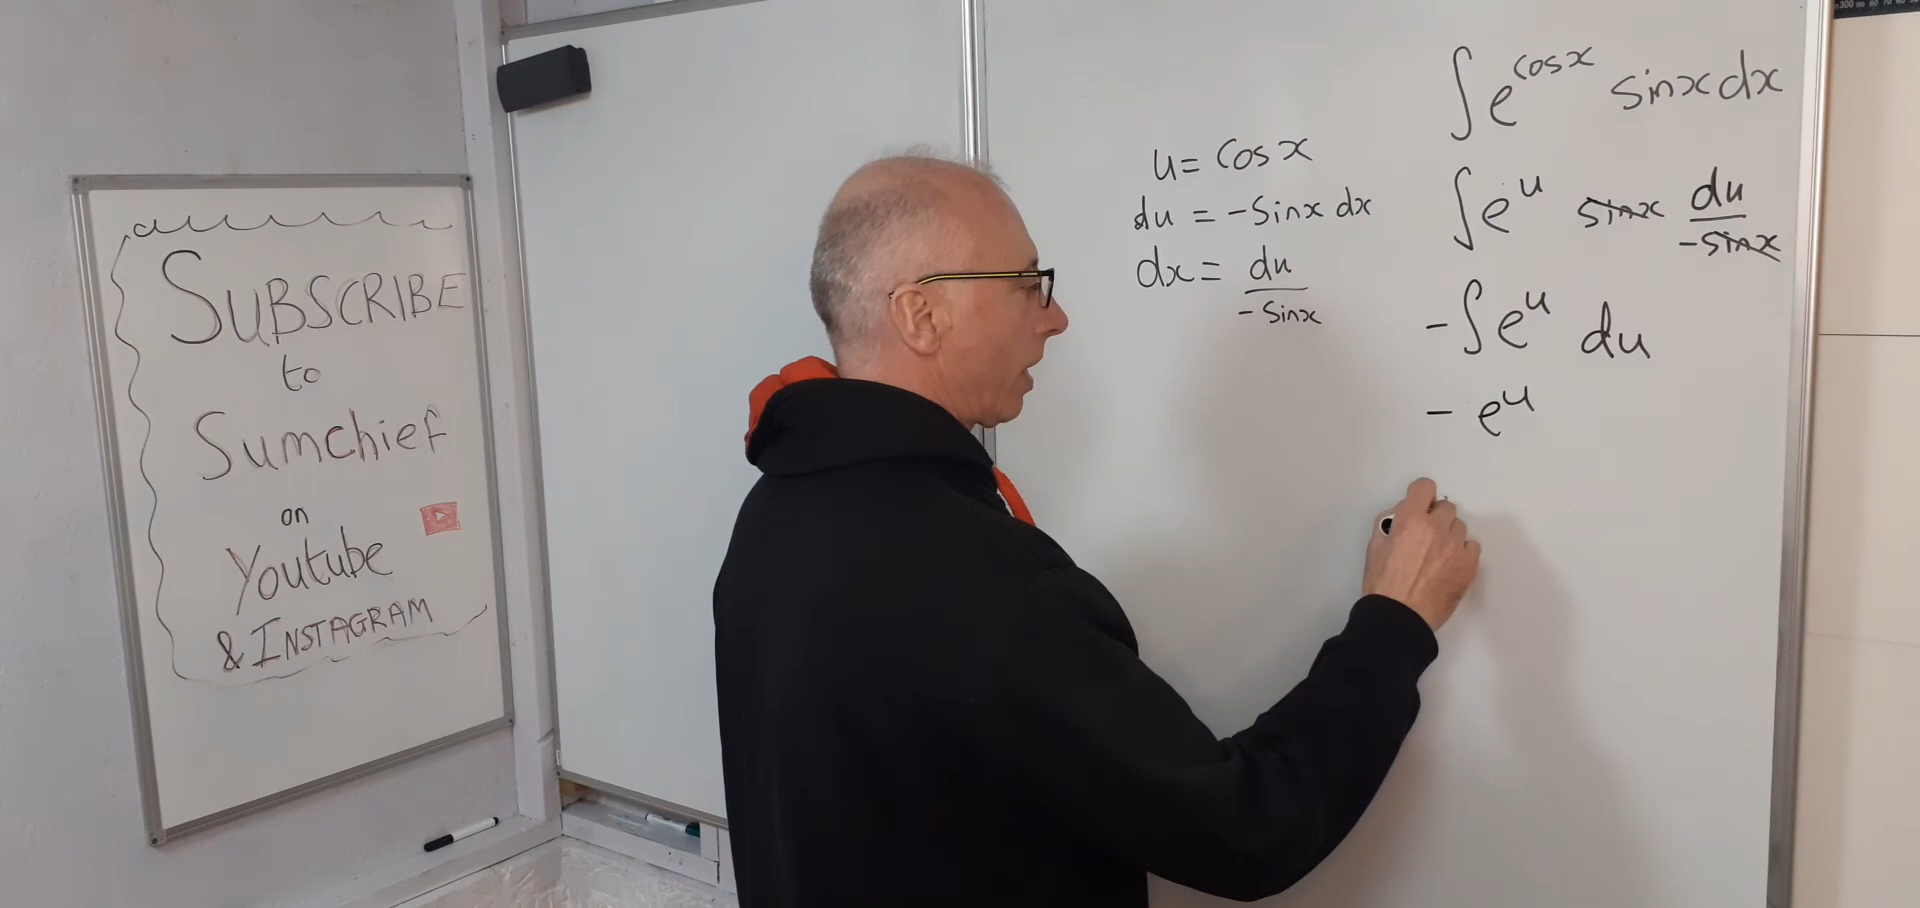 SUBSCRIBE
to
Sumchief
on
Youtube
& INSTAGRAM
u = cos x
du = -sinx dx
dx = du/-sinx
∫e^cosx sinx dx
∫e^u sinx du/-sinx
-∫e^u du
- e^u